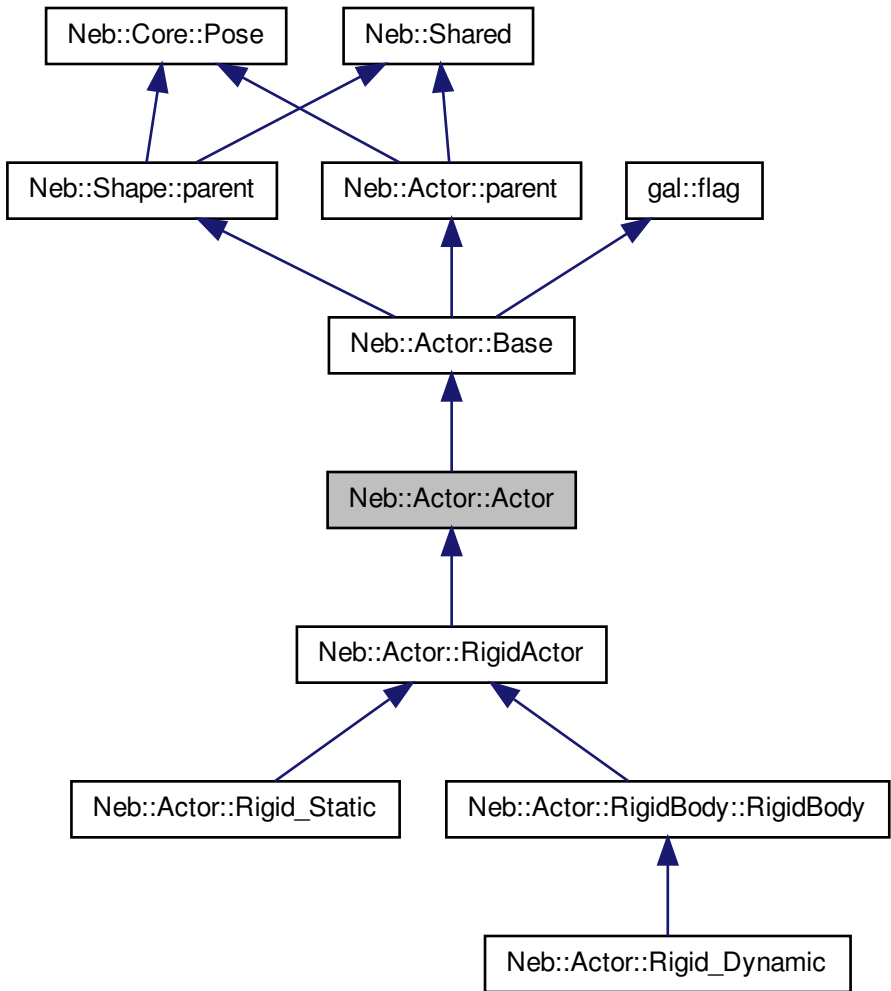 Neb::Core::Pose
Neb::Shared
Neb::Shape::parent
Neb::Actor::parent
gal::flag
Neb::Actor::Base
Neb::Actor::Actor
Neb::Actor::RigidActor
Neb::Actor::Rigid_Static
Neb::Actor::RigidBody::RigidBody
Neb::Actor::Rigid_Dynamic